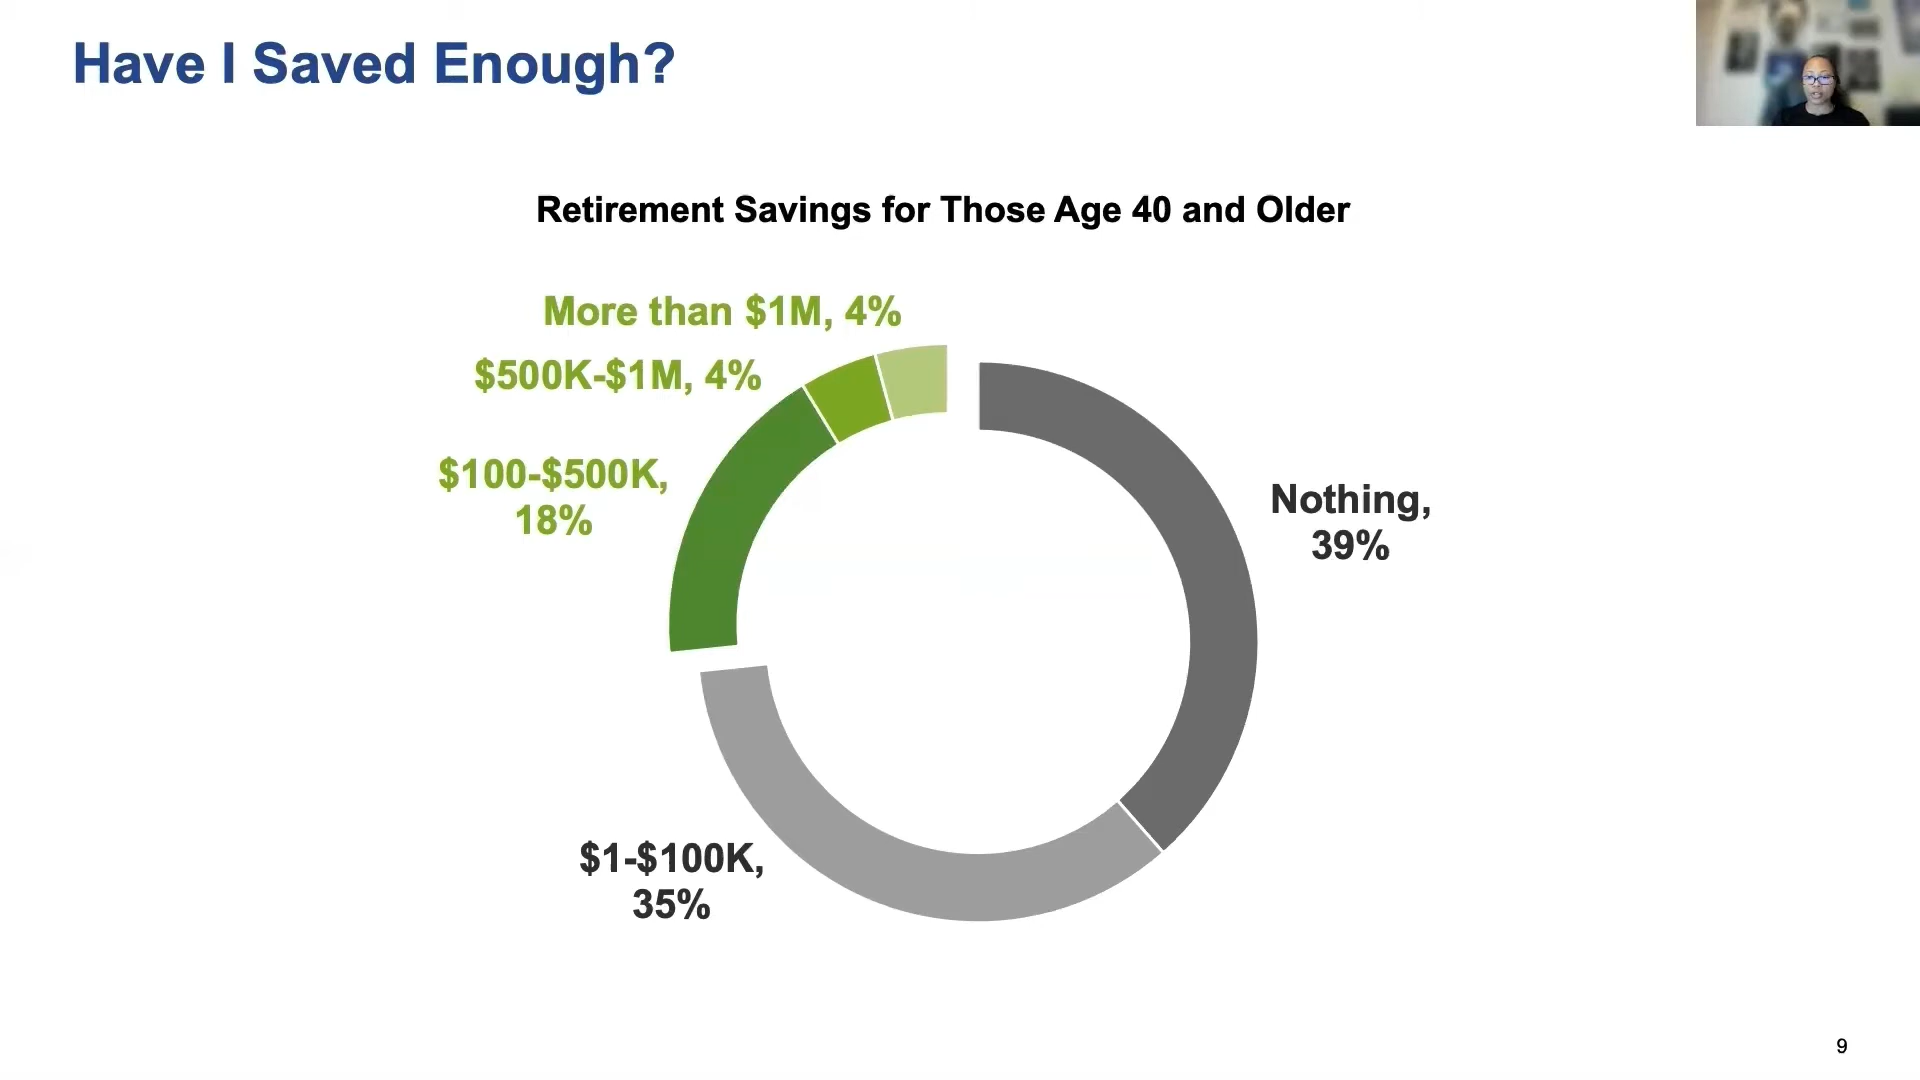 Have I Saved Enough?
Retirement Savings for Those Age 40 and Older
More than $1M, 4%
$500K-$1M, 4%
$100-$500K,
18%
Nothing,
39%
$1-$100K,
35%
9